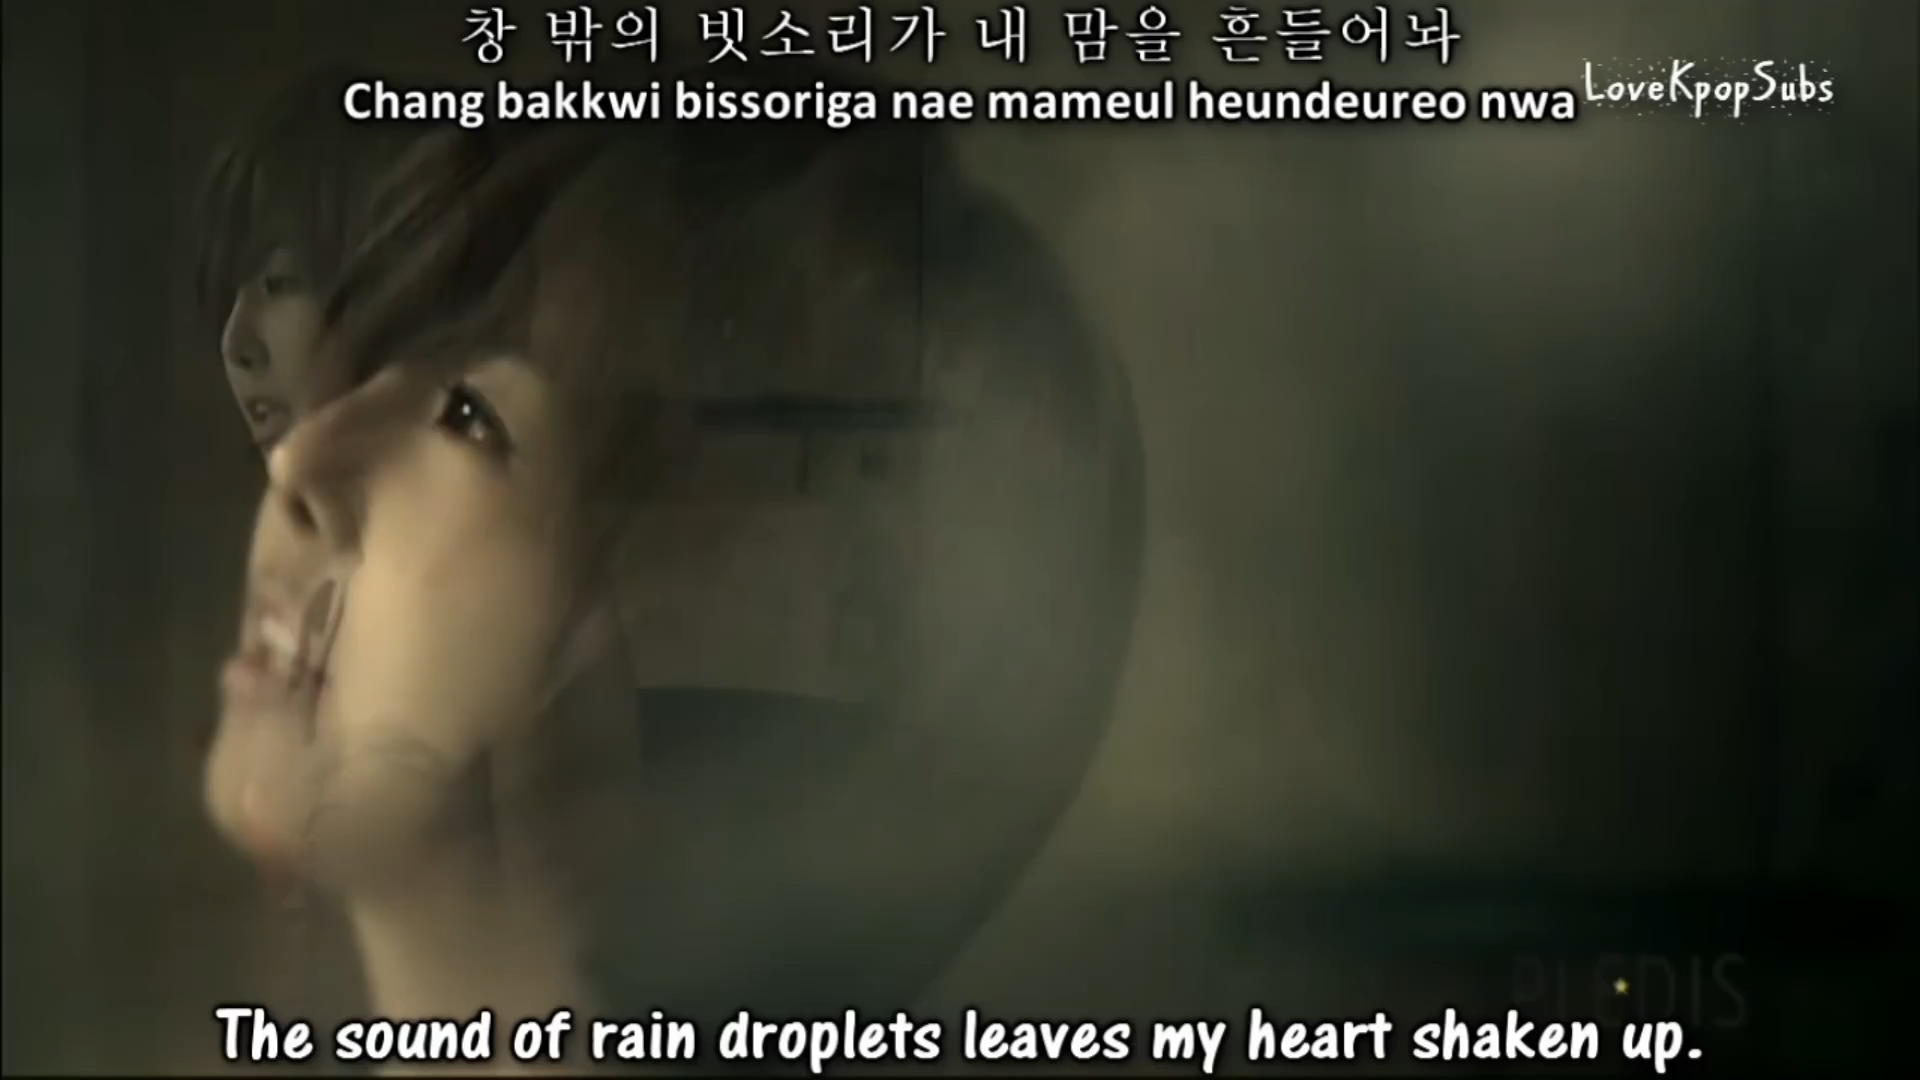 창 밖의 빗소리가 내 맘을 흔들어놔
Chang bakkwi bissoriga nae mameul heundeureo nwa
LoveKpopSubs
PLEDIS
The sound of rain droplets leaves my heart shaken up.